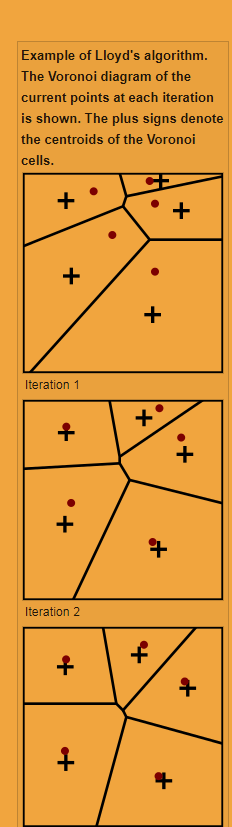 Example of Lloyd's algorithm.
The Voronoi diagram of the
current points at each iteration
is shown. The plus signs denote
the centroids of the Voronoi
cells.
Iteration 1
Iteration 2